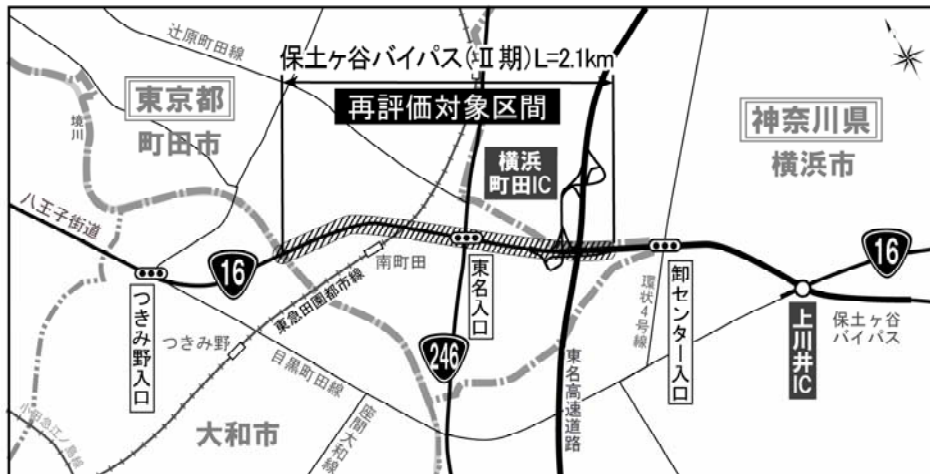 辻原町田線
保土ヶ谷バイパス(Ⅱ期)L=2.1km
再評価対象区間
東京都
町田市
境川
神奈川県
横浜市
横浜
町田IC
八王子街道
16
つきみ野入口
南町田
東急田園都市線
つきみ野
東名入口
246
目黒町田線
座間大和線
小田急江ノ島線
大和市
東名高速道路
環状4号線
卸センター入口
16
上川井IC
保土ヶ谷
バイパス